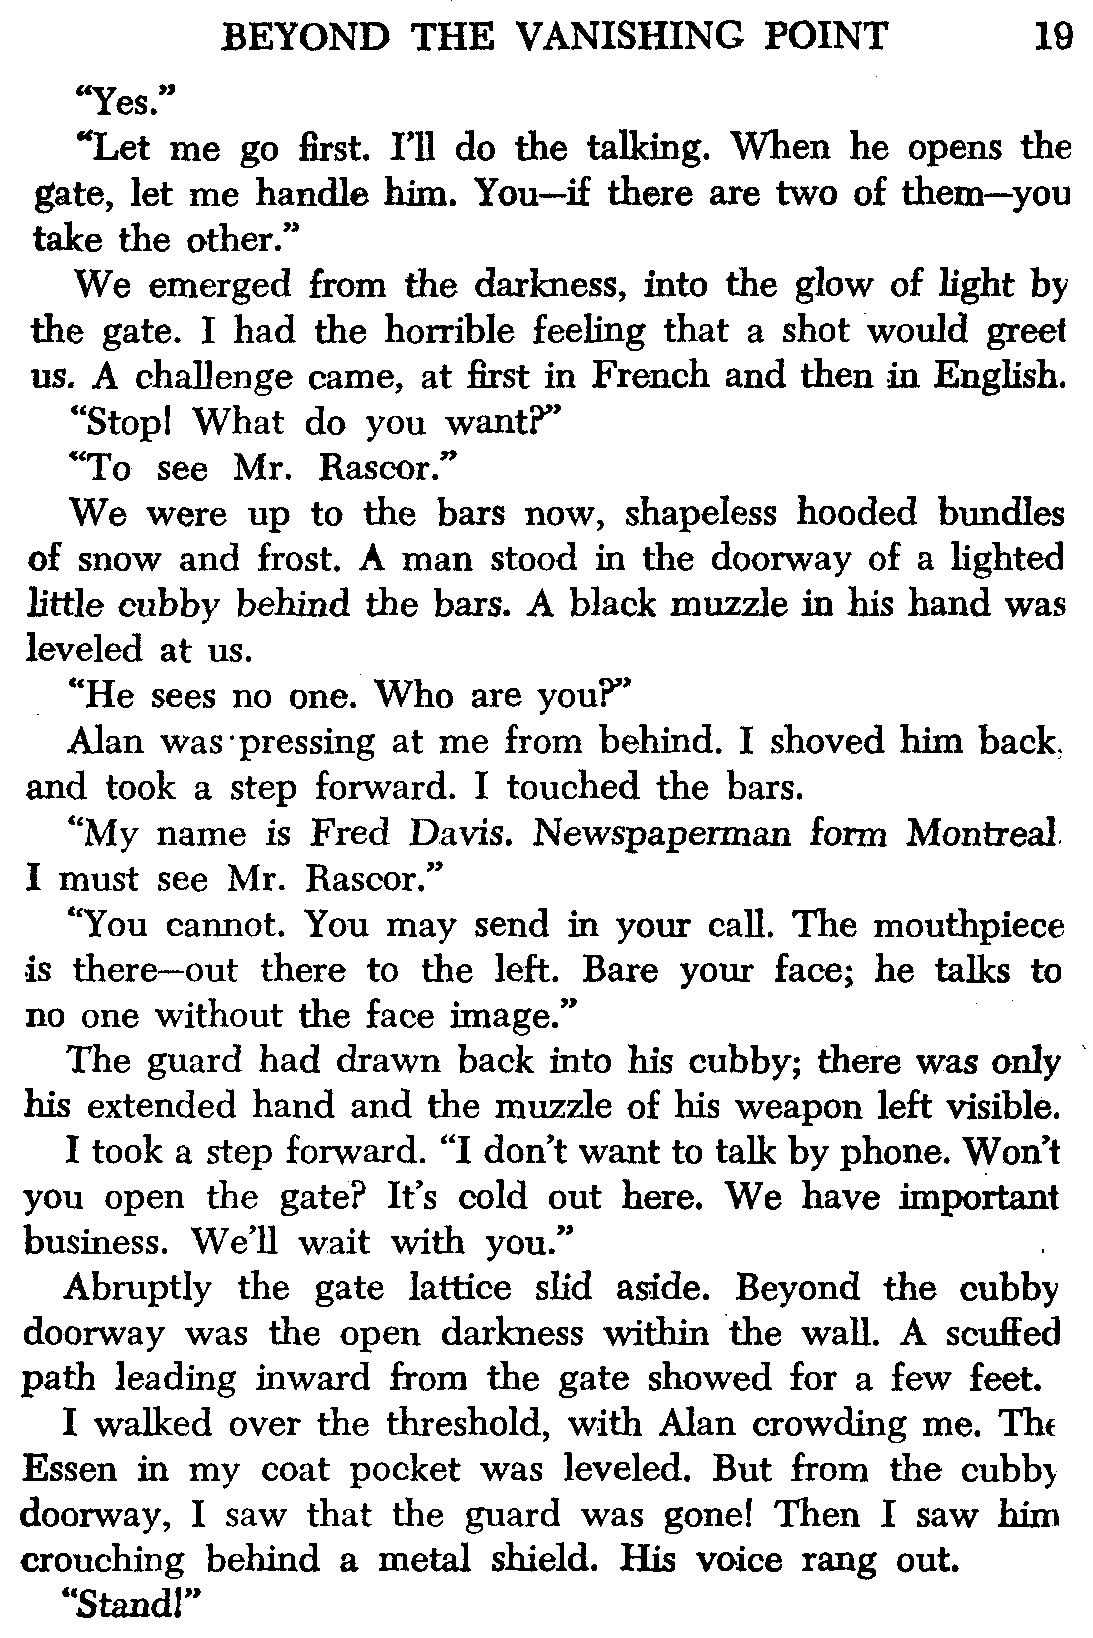 BEYOND THE VANISHING POINT 19
“Yes.”
“Let me go first. I’ll do the talking. When he opens the
gate, let me handle him. You—if there are two of them—you
take the other.”
We emerged from the darkness, into the glow of light by
the gate. I had the horrible feeling that a shot would greet
us. A challenge came, at first in French and then in English.
“Stop! What do you want?”
“To see Mr. Rascor.”
We were up to the bars now, shapeless hooded bundles
of snow and frost. A man stood in the doorway of a lighted
little cubby behind the bars. A black muzzle in his hand was
leveled at us.
“He sees no one. Who are you?”
Alan was pressing at me from behind. I shoved him back,
and took a step forward. I touched the bars.
“My name is Fred Davis. Newspaperman form Montreal.
I must see Mr. Rascor.”
“You cannot. You may send in your call. The mouthpiece
is there—out there to the left. Bare your face; he talks to
no one without the face image.”
The guard had drawn back into his cubby; there was only
his extended hand and the muzzle of his weapon left visible.
I took a step forward. “I don’t want to talk by phone. Won’t
you open the gate? It’s cold out here. We have important
business. We’ll wait with you.”
Abruptly the gate lattice slid aside. Beyond the cubby
doorway was the open darkness within the wall. A scuffed
path leading inward from the gate showed for a few feet.
I walked over the threshold, with Alan crowding me. The
Essen in my coat pocket was leveled. But from the cubby
doorway, I saw that the guard was gone! Then I saw him
crouching behind a metal shield. His voice rang out.
“Stand!”